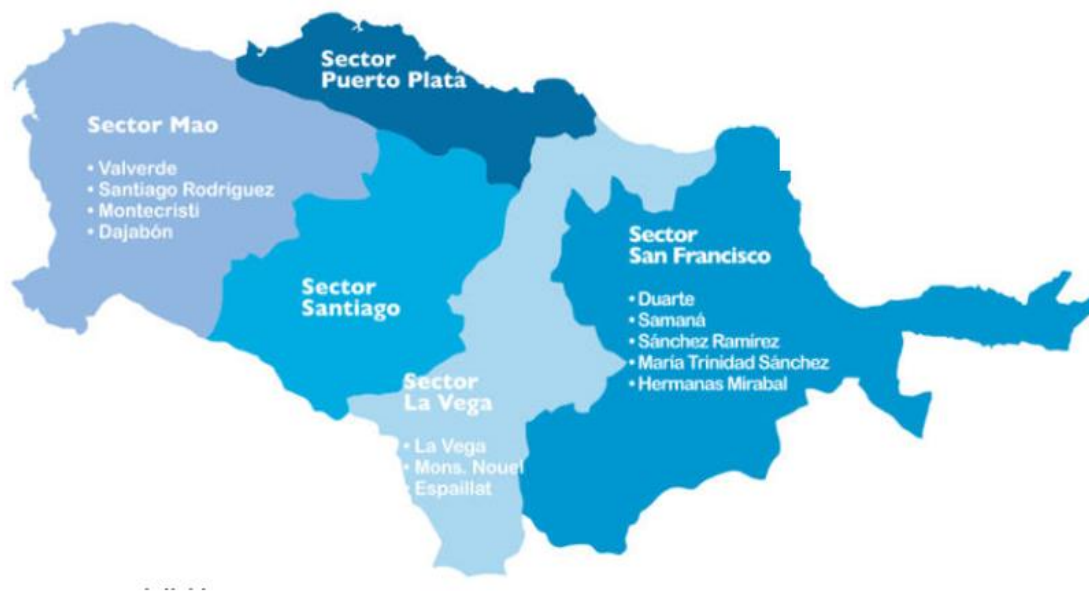 Sector
Puerto Plata
Sector Mao
• Valverde
• Santiago Rodríguez
• Montecristi
• Dajabón
Sector
Santiago
Sector
La Vega
• La Vega
• Mons. Nouel
• Espaillat
Sector
San Francisco
• Duarte
• Samaná
• Sánchez Ramírez
• María Trinidad Sánchez
• Hermanas Mirabal